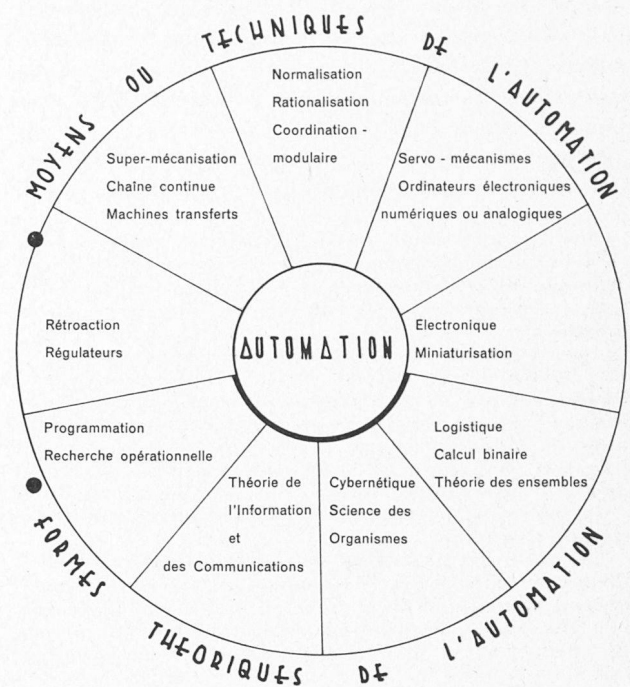 MOYENS OU TECHNIQUES DE L'AUTOMATION
Normalisation
Rationalisation
Coordination -
modulaire
Super-mécanisation
Chaîne continue
Machines transferts
Servo - mécanismes
Ordinateurs électroniques
numériques ou analogiques
Rétroaction
Régulateurs
AUTOMATION
Electronique
Miniaturisation
Programmation
Recherche opérationnelle
Théorie de
l'Information
et
des Communications
Cybernétique
Science des
Organismes
Logistique
Calcul binaire
Théorie des ensembles
FORMES THEORIQUES DE L'AUTOMATION